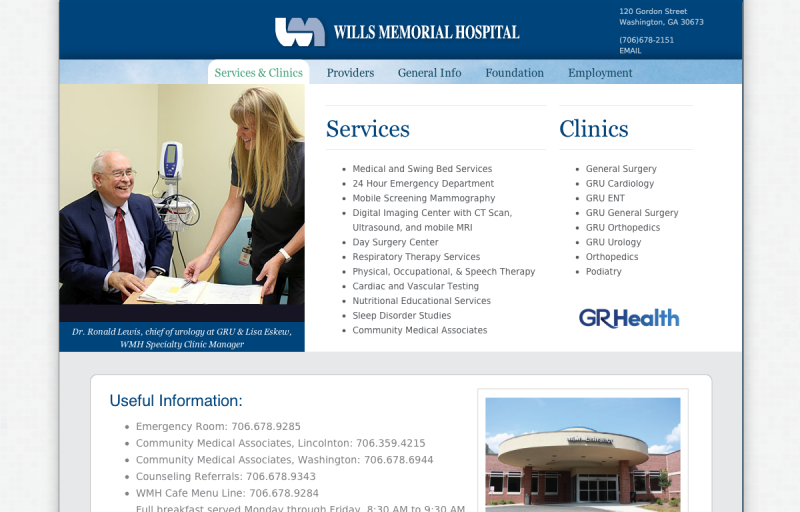 WILLS MEMORIAL HOSPITAL
120 Gordon Street
Washington, GA 30673
(706)678-2151
EMAIL
Services & Clinics
Providers
General Info
Foundation
Employment
Dr. Ronald Lewis, chief of urology at GRU & Lisa Eskew,
WMH Specialty Clinic Manager
Services
Medical and Swing Bed Services
24 Hour Emergency Department
Mobile Screening Mammography
Digital Imaging Center with CT Scan,
Ultrasound, and mobile MRI
Day Surgery Center
Respiratory Therapy Services
Physical, Occupational, & Speech Therapy
Cardiac and Vascular Testing
Nutritional Educational Services
Sleep Disorder Studies
Community Medical Associates
Clinics
General Surgery
GRU Cardiology
GRU ENT
GRU General Surgery
GRU Orthopedics
GRU Urology
Orthopedics
Podiatry
GRHealth
Useful Information:
Emergency Room: 706.678.9285
Community Medical Associates, Lincolnton: 706.359.4215
Community Medical Associates, Washington: 706.678.6944
Counseling Referrals: 706.678.9343
WMH Cafe Menu Line: 706.678.9284
Full breakfast served Monday through Friday, 8:30 AM to 9:30 AM